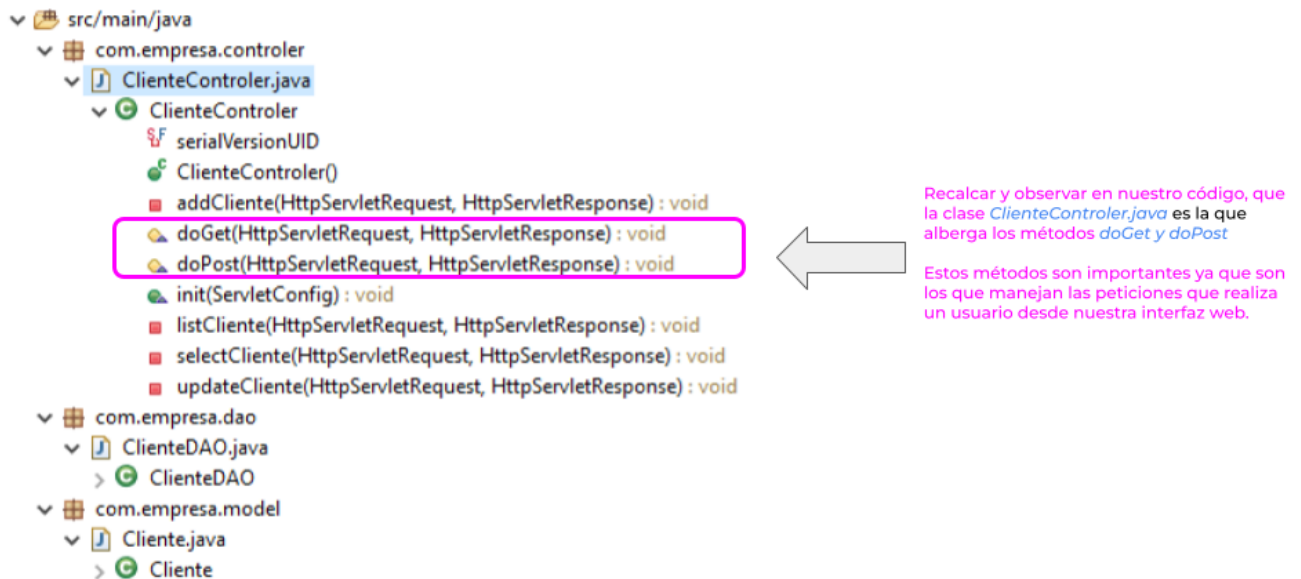 src/main/java
com.empresa.controler
ClienteControler.java
ClienteControler
serialVersionUID
ClienteControler()
addCliente(HttpServletRequest, HttpServletResponse) : void
doGet(HttpServletRequest, HttpServletResponse) : void
doPost(HttpServletRequest, HttpServletResponse) : void
init(ServletConfig) : void
listCliente(HttpServletRequest, HttpServletResponse) : void
selectCliente(HttpServletRequest, HttpServletResponse) : void
updateCliente(HttpServletRequest, HttpServletResponse) : void
com.empresa.dao
ClienteDAO.java
ClienteDAO
com.empresa.model
Cliente.java
Cliente
Recalcar y observar en nuestro código, que
la clase ClienteControler.java es la que
alberga los métodos doGet y doPost
Estos métodos son importantes ya que son
los que manejan las peticiones que realiza
un usuario desde nuestra interfaz web.